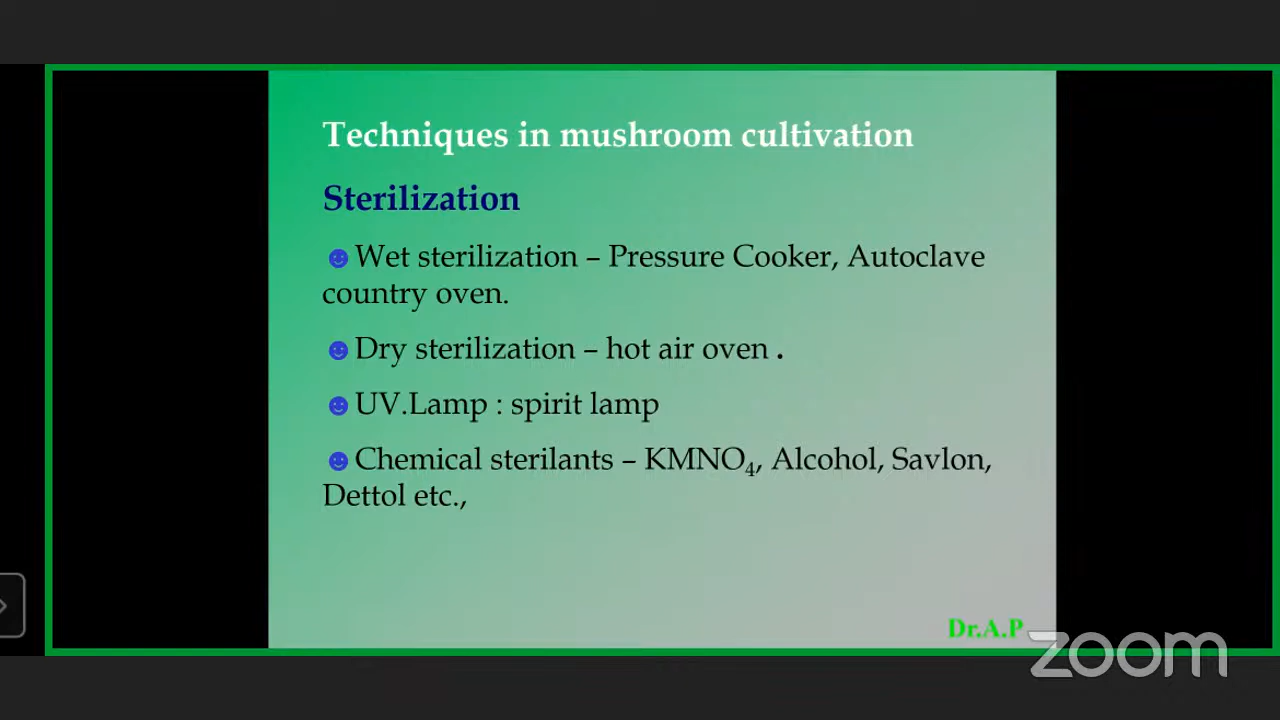 Techniques in mushroom cultivation
Sterilization
☻Wet sterilization – Pressure Cooker, Autoclave
country oven.
☻Dry sterilization – hot air oven .
☻UV.Lamp : spirit lamp
☻Chemical sterilants – KMNO₄, Alcohol, Savlon,
Dettol etc.,
Dr.A.P
zoom